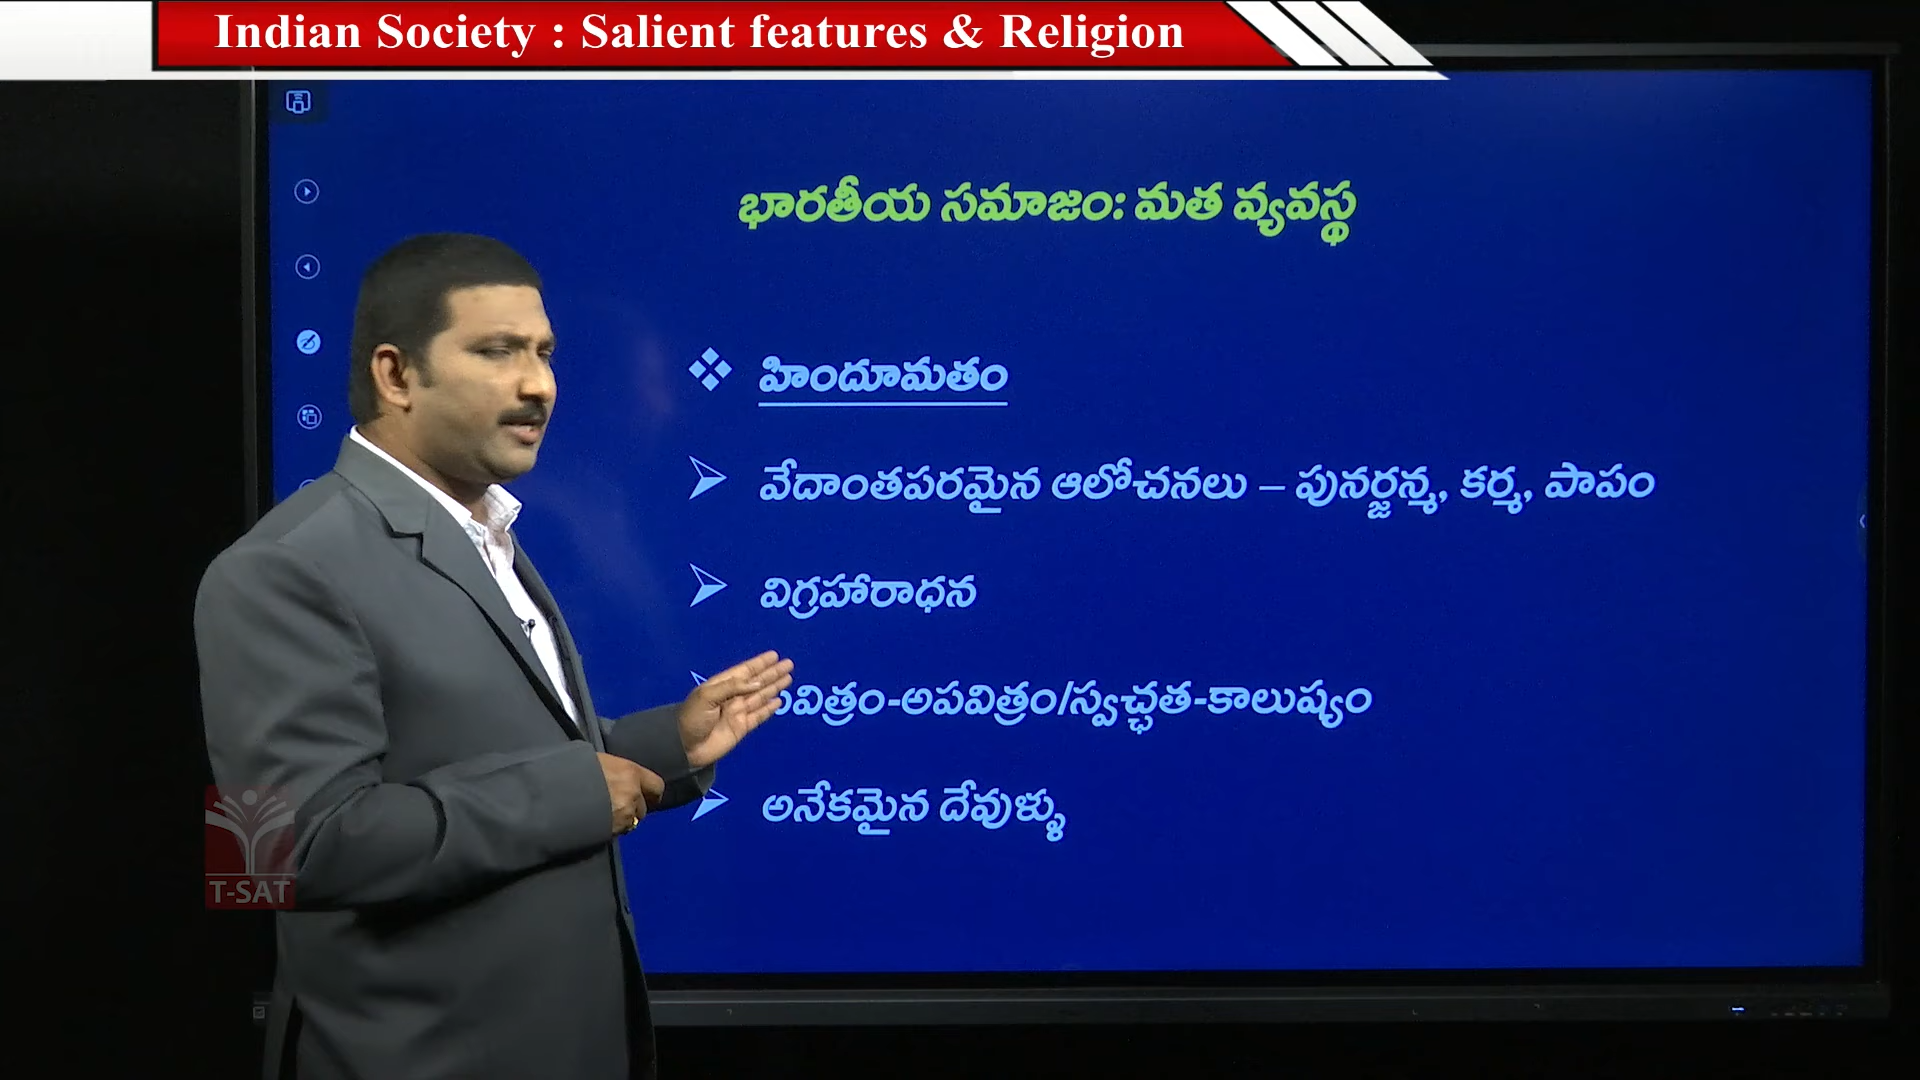 Indian Society : Salient features & Religion
భారతీయ సమాజం: మత వ్యవస్థ
హిందూమతం
వేదాంతపరమైన ఆలోచనలు – పునర్జన్మ, కర్మ, పాపం
విగ్రహారాధన
పవిత్రం-అపవిత్రం/స్వచ్ఛత-కాలుష్యం
అనేకమైన దేవుళ్ళు
T-SAT